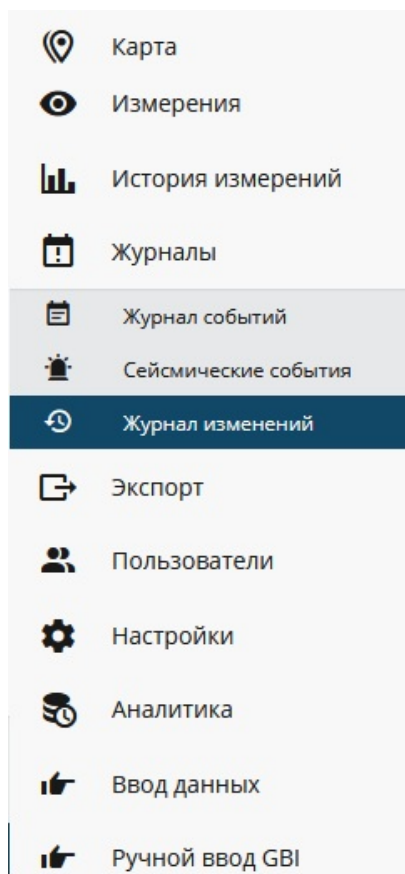 Карта
Измерения
История измерений
Журналы
Журнал событий
Сейсмические события
Журнал изменений
Экспорт
Пользователи
Настройки
Аналитика
Ввод данных
Ручной ввод GBI